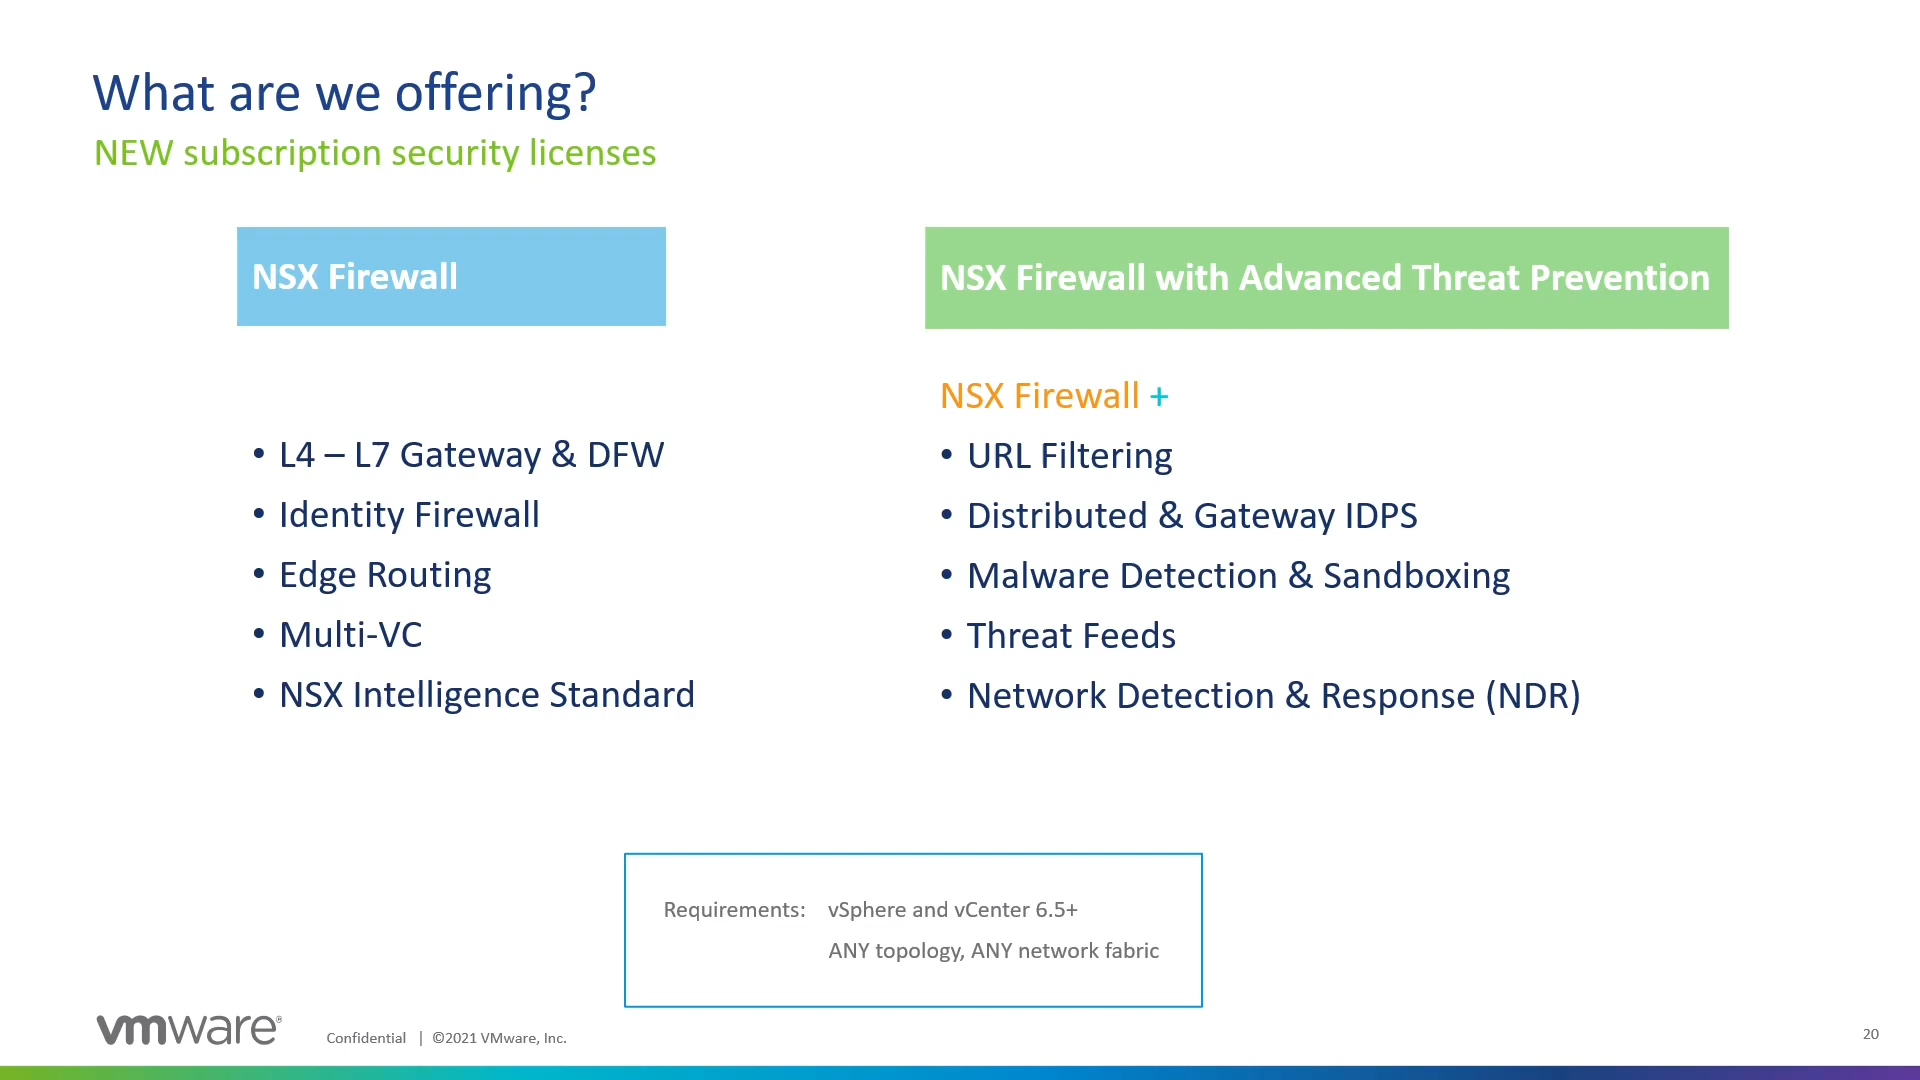 What are we offering?
NEW subscription security licenses
NSX Firewall
• L4 – L7 Gateway & DFW
• Identity Firewall
• Edge Routing
• Multi-VC
• NSX Intelligence Standard
NSX Firewall with Advanced Threat Prevention
NSX Firewall +
• URL Filtering
• Distributed & Gateway IDPS
• Malware Detection & Sandboxing
• Threat Feeds
• Network Detection & Response (NDR)
Requirements: vSphere and vCenter 6.5+
ANY topology, ANY network fabric
vmware®
Confidential | ©2021 VMware, Inc.
20